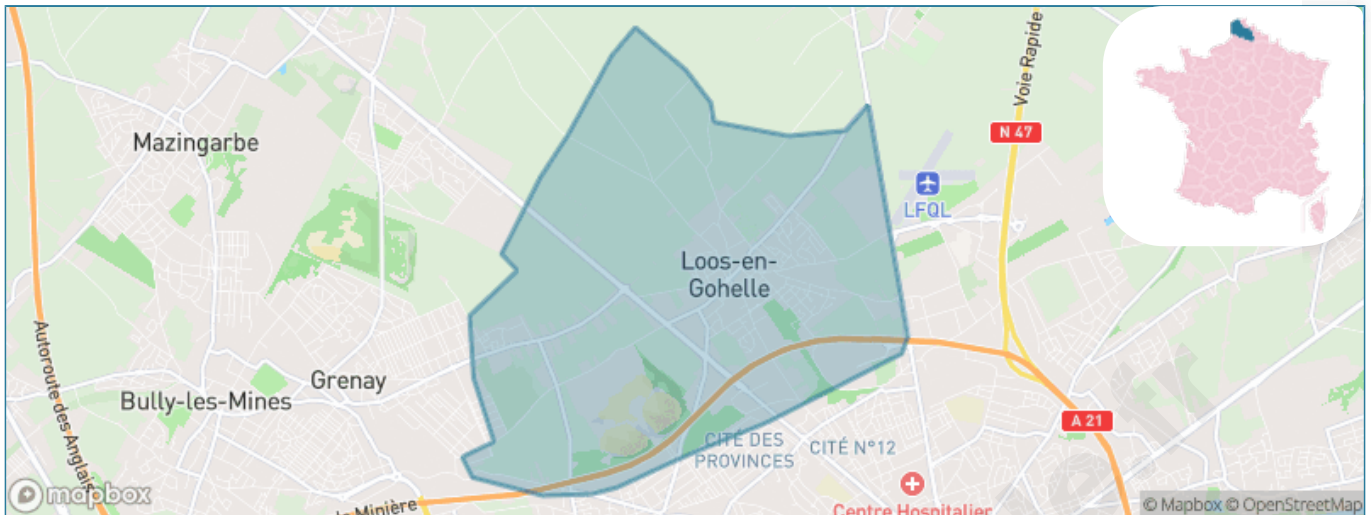 Voie Rapide
N 47
Mazingarbe
LFQL
Loos-en-
Gohelle
Autoroute des Anglais
Grenay
Bully-les-Mines
A 21
CITÉ DES
PROVINCES
CITÉ N°12
Minière
Centre Hospitalier
mapbox
© Mapbox © OpenStreetMap